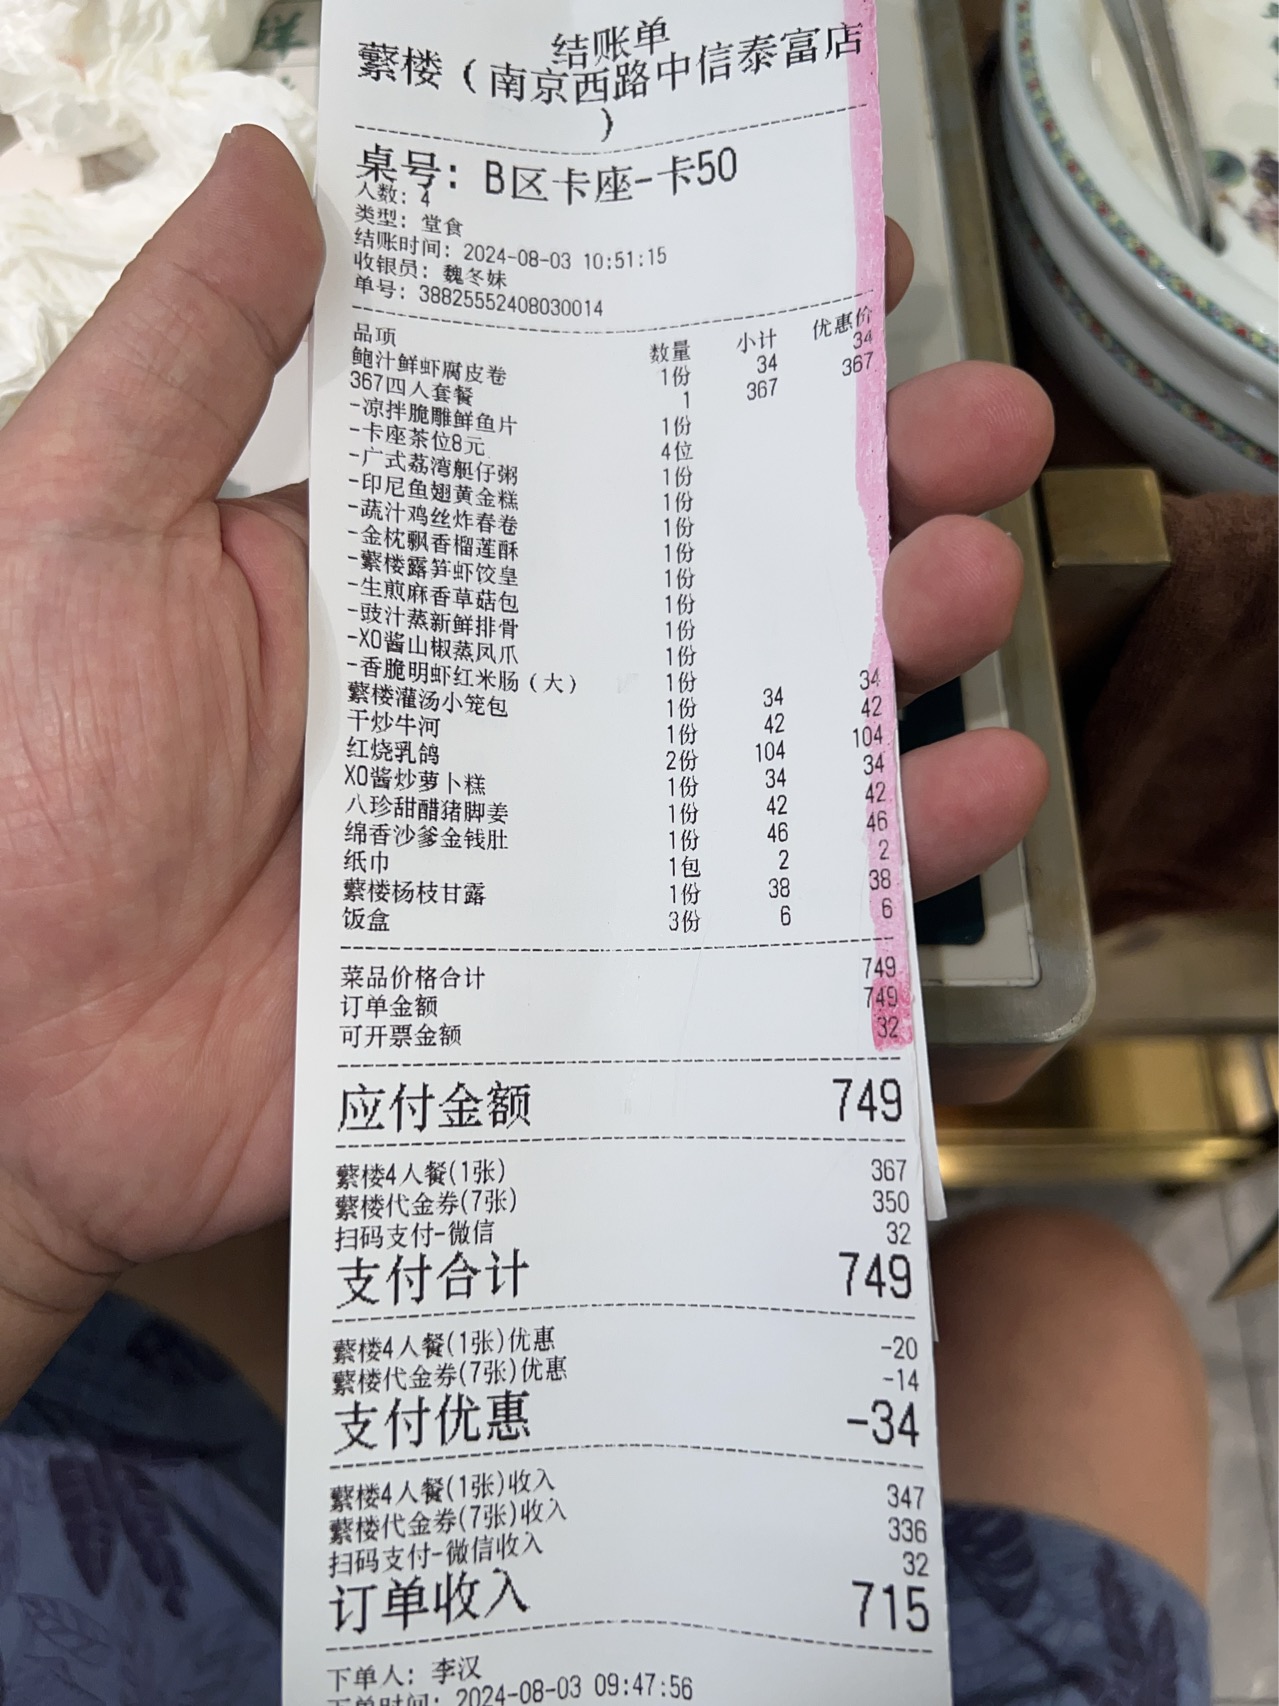 结账单
蘩楼（南京西路中信泰富店
）
桌号：B区卡座-卡50
人数：4
类型：堂食
结账时间：2024-08-03 10:51:15
收银员：魏冬妹
单号：38825552408030014
品项 数量 小计 优惠价
鲍汁鲜虾腐皮卷 1份 34 34
367四人套餐 1 367 367
-凉拌脆雕鲜鱼片 1份
-卡座茶位8元 4位
-广式荔湾艇仔粥 1份
-印尼鱼翅黄金糕 1份
-蔬汁鸡丝炸春卷 1份
-金枕飘香榴莲酥 1份
-蘩楼露笋虾饺皇 1份
-生煎麻香草菇包 1份
-豉汁蒸新鲜排骨 1份
-XO酱山椒蒸凤爪 1份
-香脆明虾红米肠（大） 1份
蘩楼灌汤小笼包 1份 34 34
干炒牛河 1份 42 42
红烧乳鸽 2份 104 104
XO酱炒萝卜糕 1份 34 34
八珍甜醋猪脚姜 1份 42 42
绵香沙爹金钱肚 1份 46 46
纸巾 1包 2 2
蘩楼杨枝甘露 1份 38 38
饭盒 3份 6 6
菜品价格合计 749
订单金额 749
可开票金额 32
应付金额 749
蘩楼4人餐(1张) 367
蘩楼代金券(7张) 350
扫码支付-微信 32
支付合计 749
蘩楼4人餐(1张)优惠 -20
蘩楼代金券(7张)优惠 -14
支付优惠 -34
蘩楼4人餐(1张)收入 347
蘩楼代金券(7张)收入 336
扫码支付-微信收入 32
订单收入 715
下单人：李汉
下单时间：2024-08-03 09:47:56